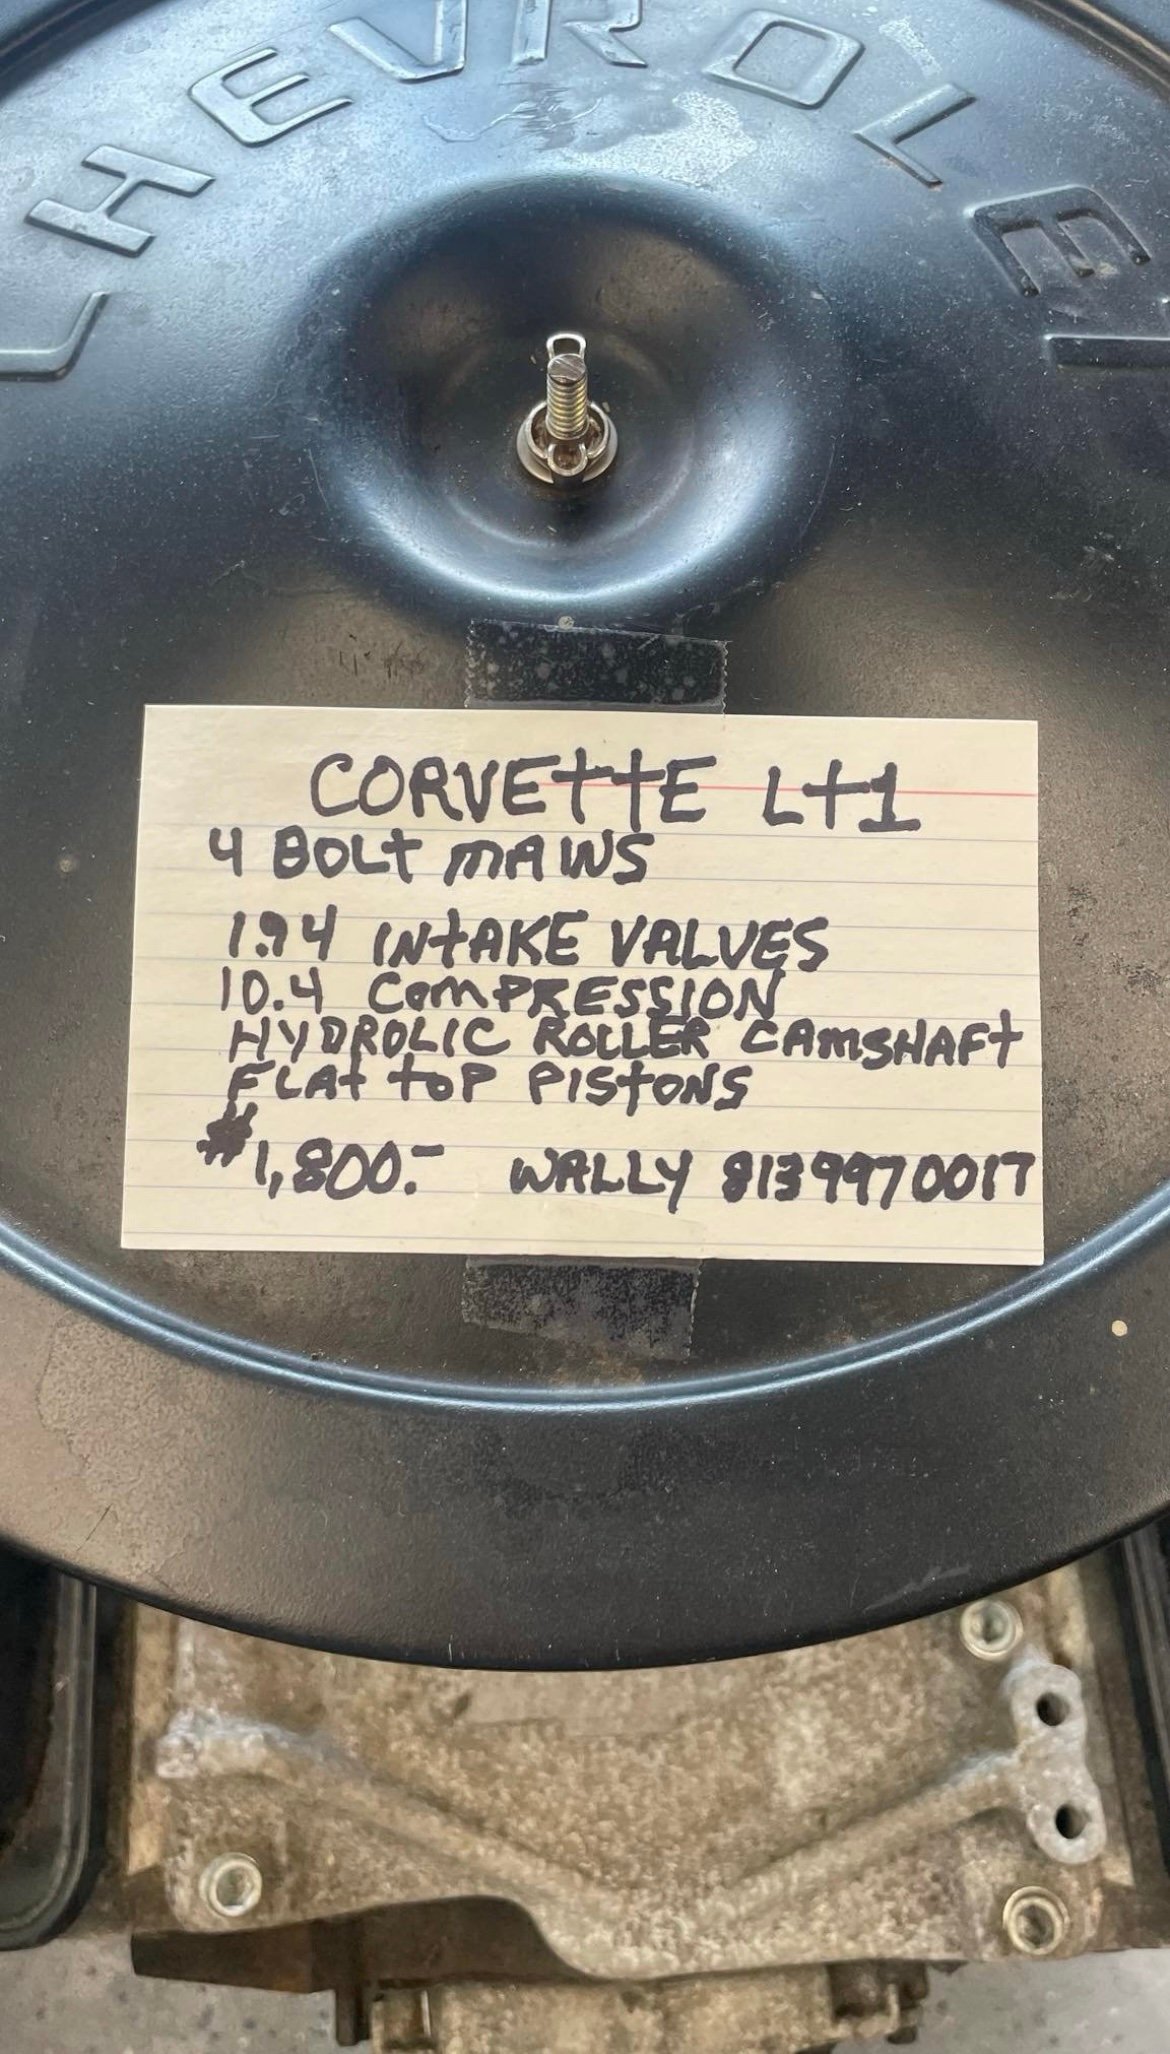 CHEVROLET
CORVEttE Lt1
4 BOLt mAINS
1.94 INtAKE VALVES
10.4 ComPRESSION
HYDROLIC ROLLER CAmSHAFt
FLAt toP PIStONS
$1,800.- WALLY 8139970017